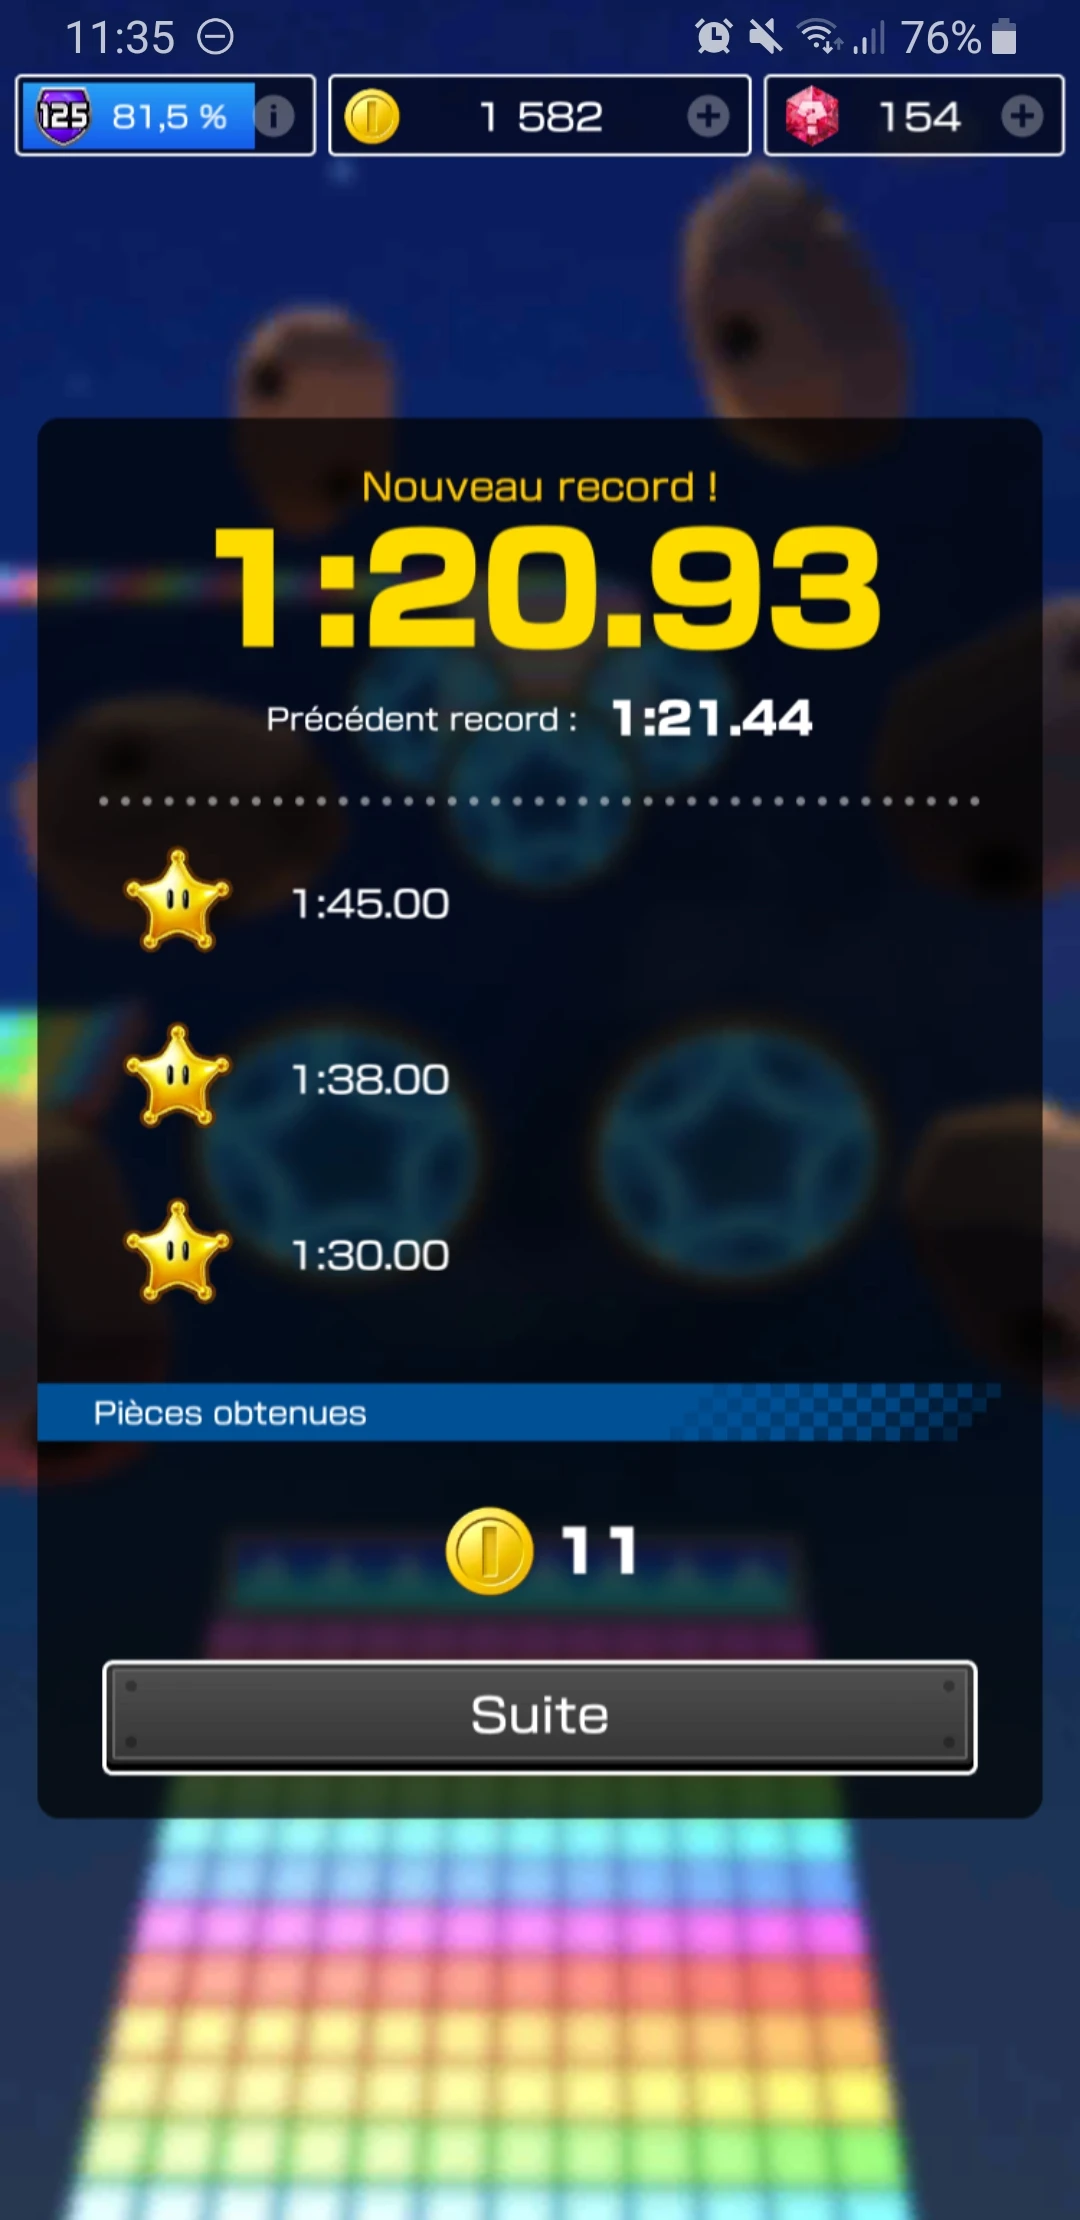 11:35 76%
125 81,5 % i 1 582 + ? 154 +
Nouveau record !
1:20.93
Précédent record : 1:21.44
1:45.00
1:38.00
1:30.00
Pièces obtenues
11
Suite